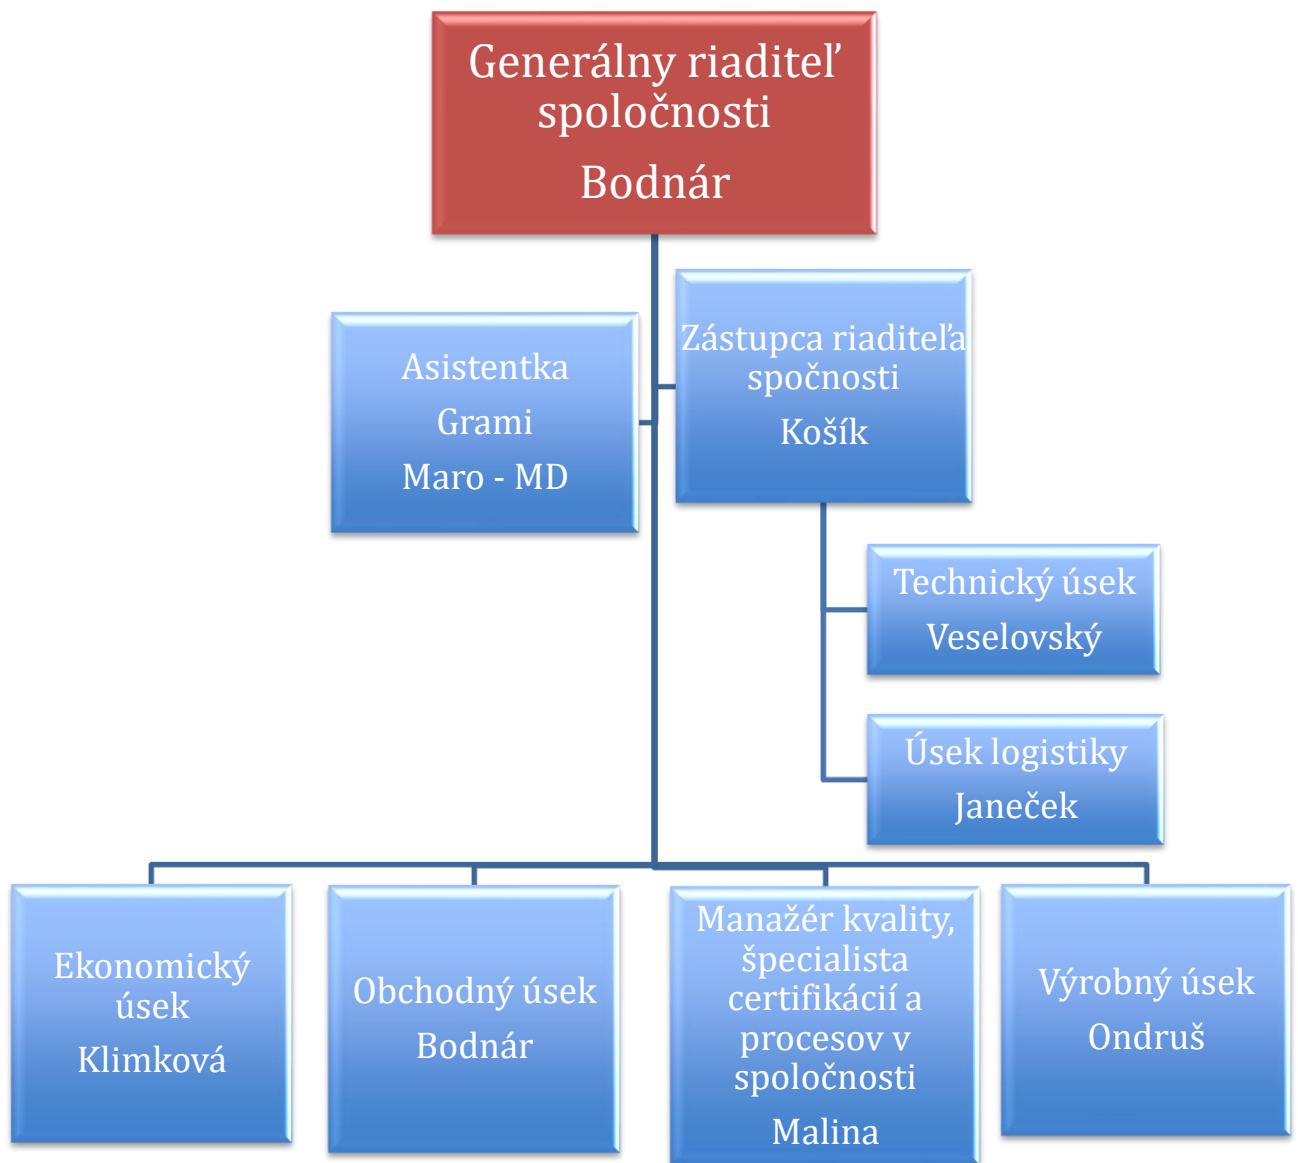 Generálny riaditeľ
spoločnosti
Bodnár
Zástupca riaditeľa
spočnosti
Košík
Asistentka
Grami
Maro - MD
Technický úsek
Veselovský
Úsek logistiky
Janeček
Ekonomický
úsek
Klimková
Obchodný úsek
Bodnár
Manažér kvality,
špecialista
certifikácií a
procesov v
spoločnosti
Malina
Výrobný úsek
Ondruš